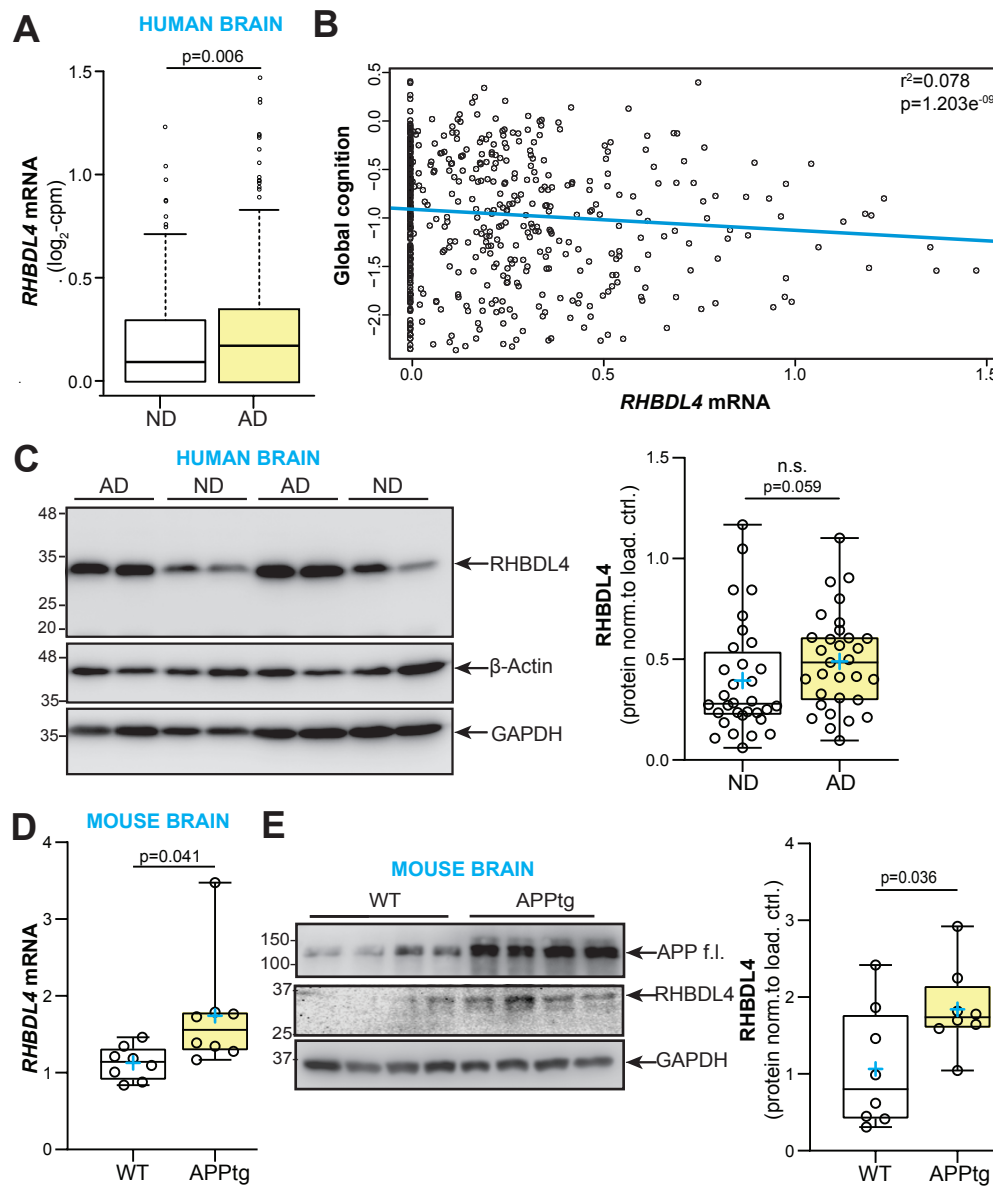 A
HUMAN BRAIN
p=0.006
1.5
1.0
0.5
0.0
RHBDL4 mRNA
(log2-cpm)
ND
AD
B
r²=0.078
p=1.203e-09
0.5
0.0
−0.5
−1.0
−1.5
−2.0
Global cognition
0.0
0.5
1.0
1.5
RHBDL4 mRNA
C
HUMAN BRAIN
AD
ND
AD
ND
48
35
25
20
RHBDL4
48
35
β-Actin
35
GAPDH
1.5
1.0
0.5
0.0
RHBDL4
(protein norm.to load. ctrl.)
n.s.
p=0.059
ND
AD
D
MOUSE BRAIN
p=0.041
4
3
2
1
0
RHBDL4 mRNA
WT
APPtg
E
MOUSE BRAIN
WT
APPtg
150
100
APP f.l.
37
25
RHBDL4
37
GAPDH
4
3
2
1
0
RHBDL4
(protein norm.to load. ctrl.)
p=0.036
WT
APPtg